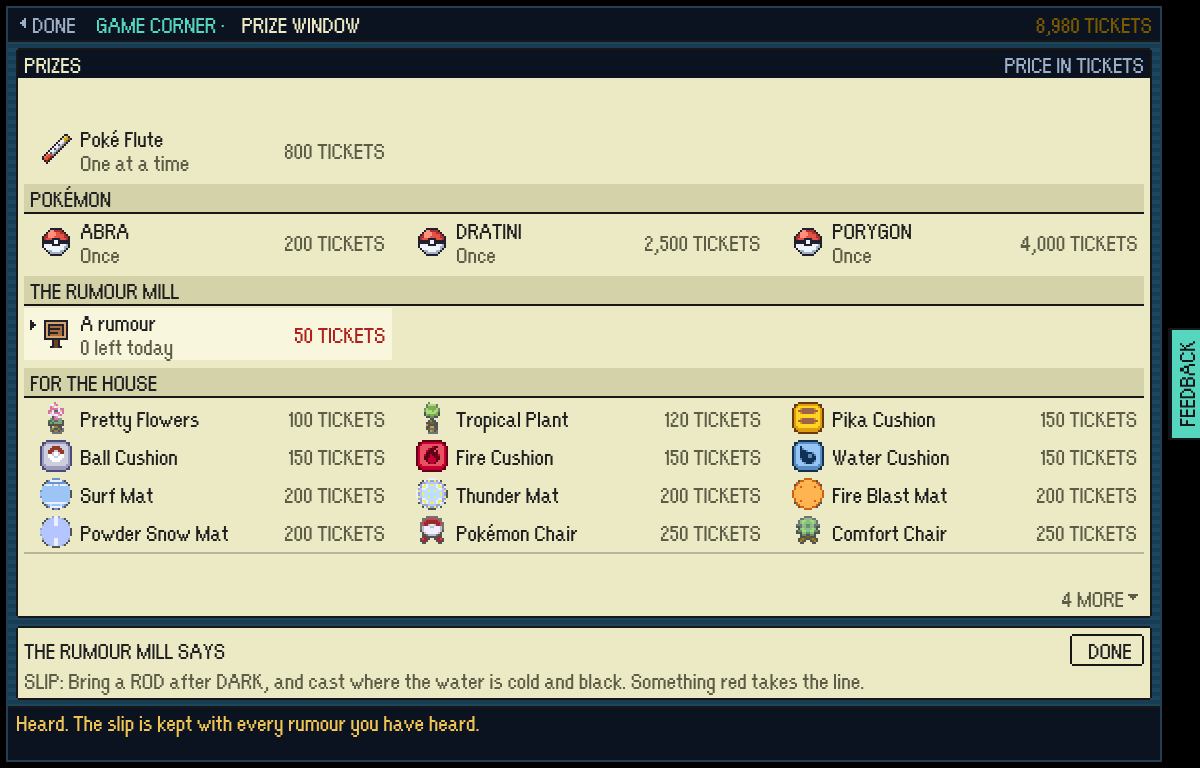 DONE GAME CORNER · PRIZE WINDOW 8,980 TICKETS
PRIZES PRICE IN TICKETS
Poké Flute 800 TICKETS
One at a time
POKÉMON
ABRA 200 TICKETS DRATINI 2,500 TICKETS PORYGON 4,000 TICKETS
Once Once Once
THE RUMOUR MILL
A rumour 50 TICKETS
0 left today
FOR THE HOUSE
Pretty Flowers 100 TICKETS Tropical Plant 120 TICKETS Pika Cushion 150 TICKETS
Ball Cushion 150 TICKETS Fire Cushion 150 TICKETS Water Cushion 150 TICKETS
Surf Mat 200 TICKETS Thunder Mat 200 TICKETS Fire Blast Mat 200 TICKETS
Powder Snow Mat 200 TICKETS Pokémon Chair 250 TICKETS Comfort Chair 250 TICKETS
4 MORE
THE RUMOUR MILL SAYS DONE
SLIP: Bring a ROD after DARK, and cast where the water is cold and black. Something red takes the line.
Heard. The slip is kept with every rumour you have heard.
FEEDBACK